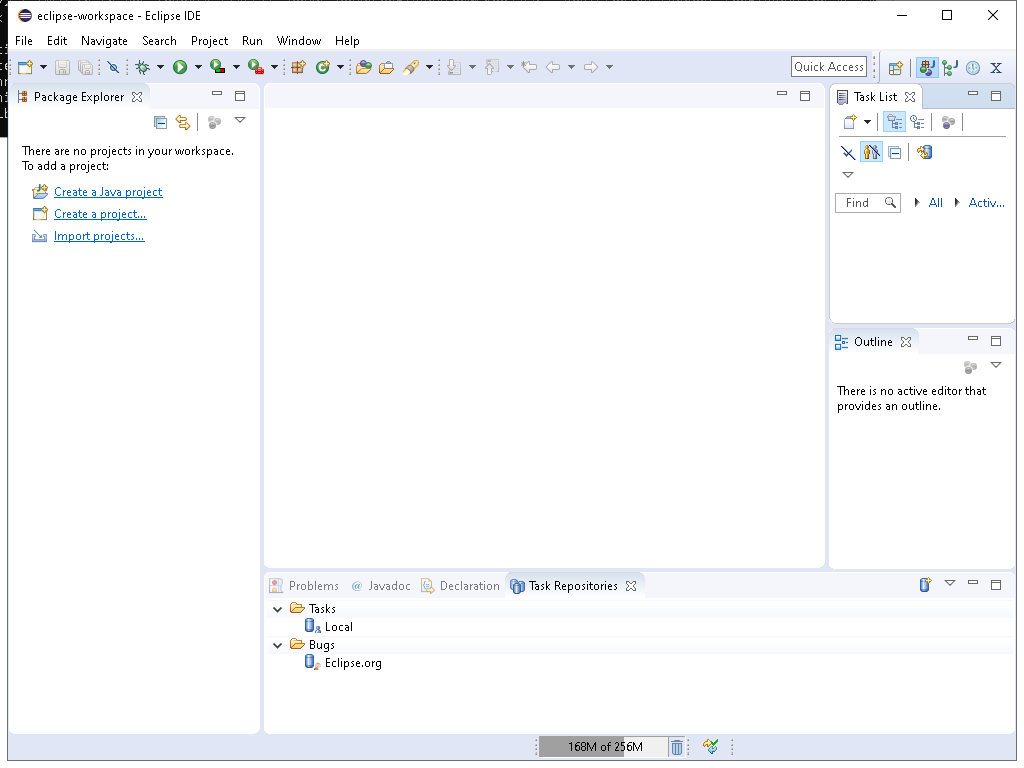 eclipse-workspace - Eclipse IDE
File Edit Navigate Search Project Run Window Help
Quick Access
Package Explorer
There are no projects in your workspace.
To add a project:
Create a Java project
Create a project...
Import projects...
Task List
Find All Activ...
Outline
There is no active editor that
provides an outline.
Problems @ Javadoc Declaration Task Repositories
Tasks
Local
Bugs
Eclipse.org
168M of 256M